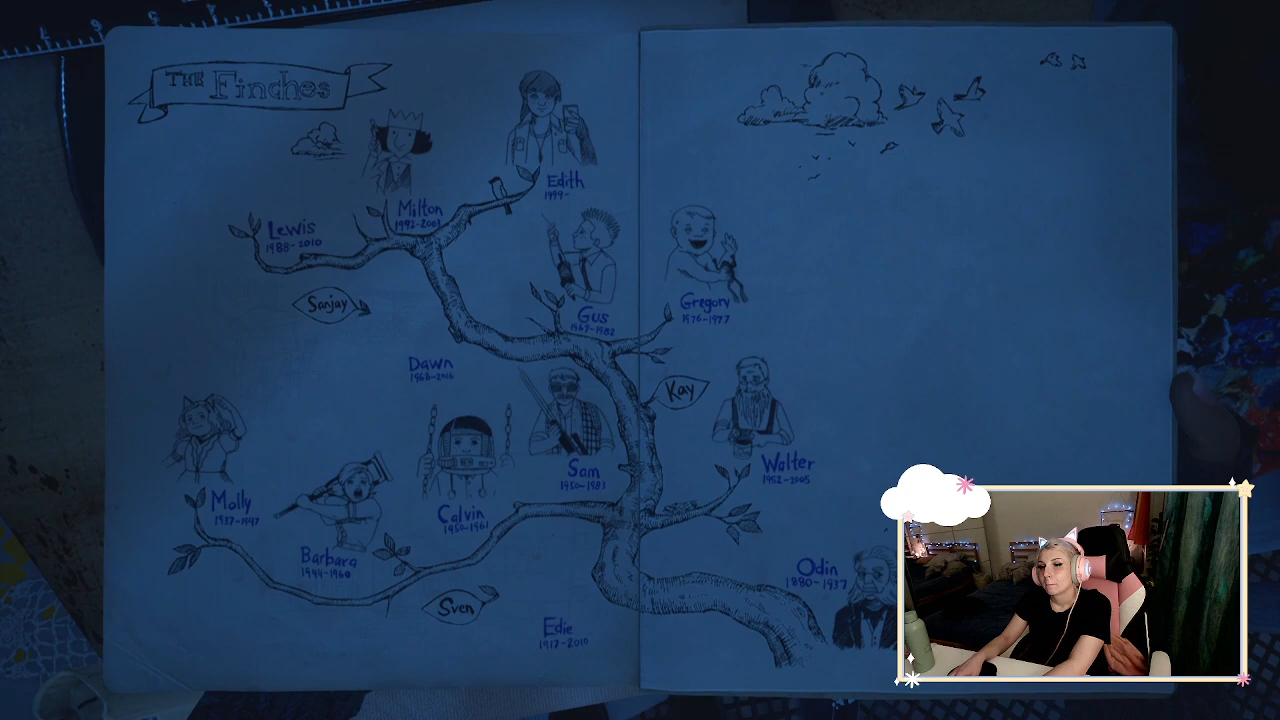 THE Finches
Edith
1999-
Milton
1992-2003
Lewis
1988-2010
Sanjay
Gus
1969-1982
Gregory
1976-1977
Dawn
1968-2016
Kay
Sam
1950-1983
Walter
1952-2005
Molly
1937-1947
Calvin
1950-1961
Barbara
1944-1960
Sven
Odin
1880-1937
Edie
1917-2010